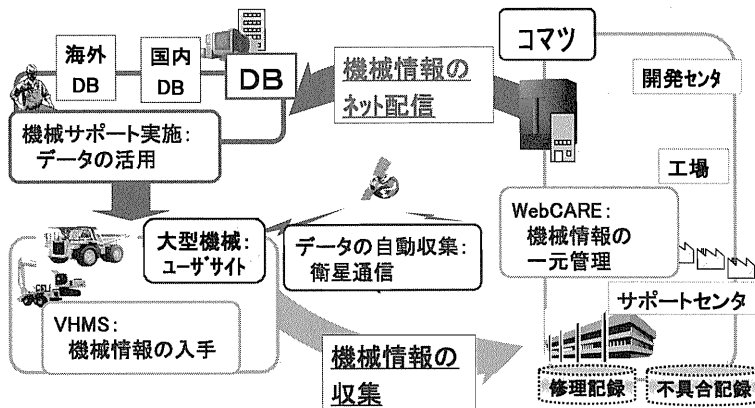 コマツ
海外
DB
国内
DB
DB
機械情報の
ネット配信
開発センタ
機械サポート実施:
データの活用
工場
WebCARE:
機械情報の
一元管理
大型機械:
ユーザサイト
データの自動収集:
衛星通信
サポートセンタ
VHMS:
機械情報の入手
機械情報の
収集
修理記録
不具合記録